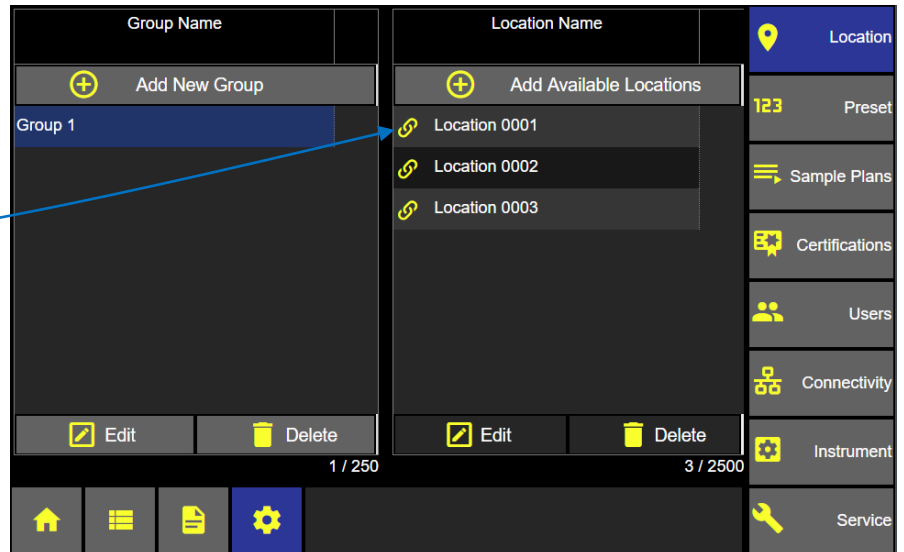 Group Name
Location Name
Add New Group
Add Available Locations
Group 1
Location 0001
Location 0002
Location 0003
Edit
Delete
Edit
Delete
1 / 250
3 / 2500
Location
123 Preset
Sample Plans
Certifications
Users
Connectivity
Instrument
Service